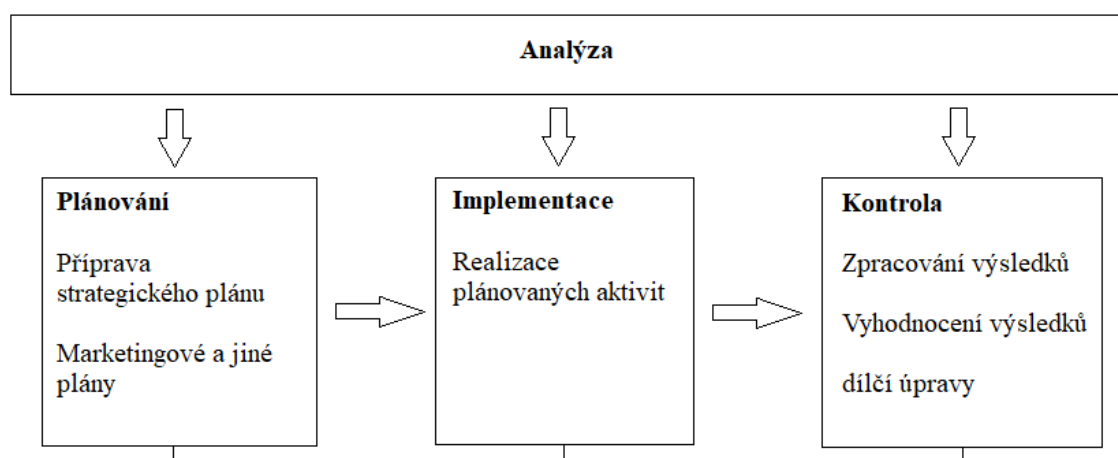 Analýza
Plánování
Příprava
strategického plánu
Marketingové a jiné
plány
Implementace
Realizace
plánovaných aktivit
Kontrola
Zpracování výsledků
Vyhodnocení výsledků
dílčí úpravy